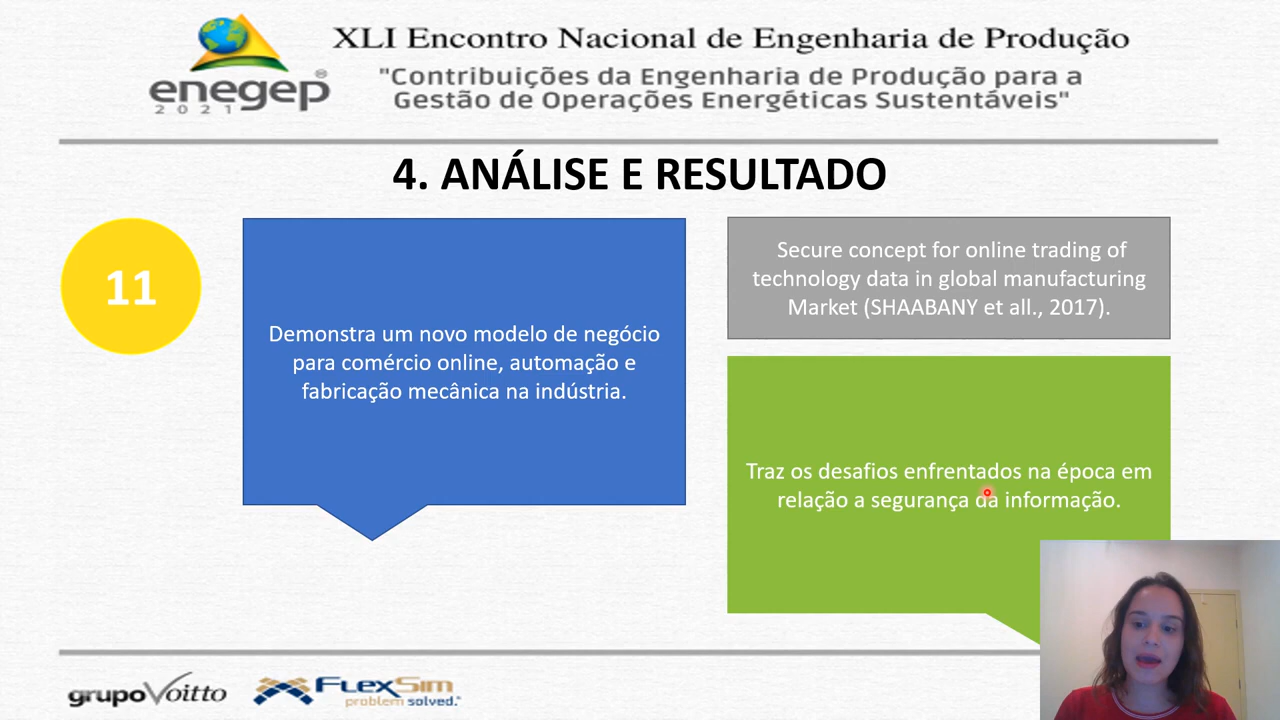 XLI Encontro Nacional de Engenharia de Produção
"Contribuições da Engenharia de Produção para a
Gestão de Operações Energéticas Sustentáveis"
enegep®
2021
4. ANÁLISE E RESULTADO
11
Demonstra um novo modelo de negócio
para comércio online, automação e
fabricação mecânica na indústria.
Secure concept for online trading of
technology data in global manufacturing
Market (SHAABANY et all., 2017).
Traz os desafios enfrentados na época em
relação a segurança da informação.
grupoVoitto
FLEXSIM
problem solved.